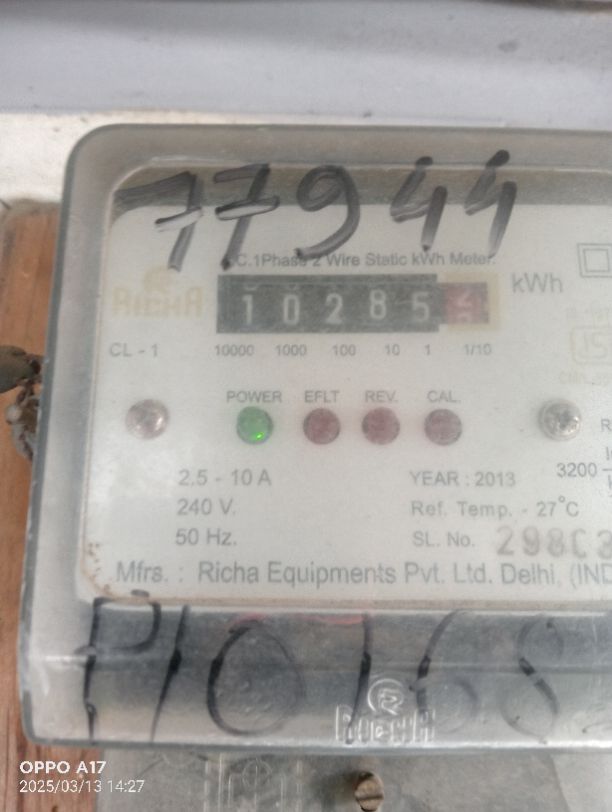 77944
C.1Phase 2 Wire Static kWh Meter.
RICHA
kWh
10285
CL - 1
10000 1000 100 10 1 1/10
POWER EFLT REV. CAL.
2.5 - 10 A
YEAR : 2013
3200
240 V.
Ref. Temp. - 27°C
50 Hz.
SL. No. 298
Mfrs. : Richa Equipments Pvt. Ltd. Delhi, (IND
RICHA
OPPO A17
2025/03/13 14:27